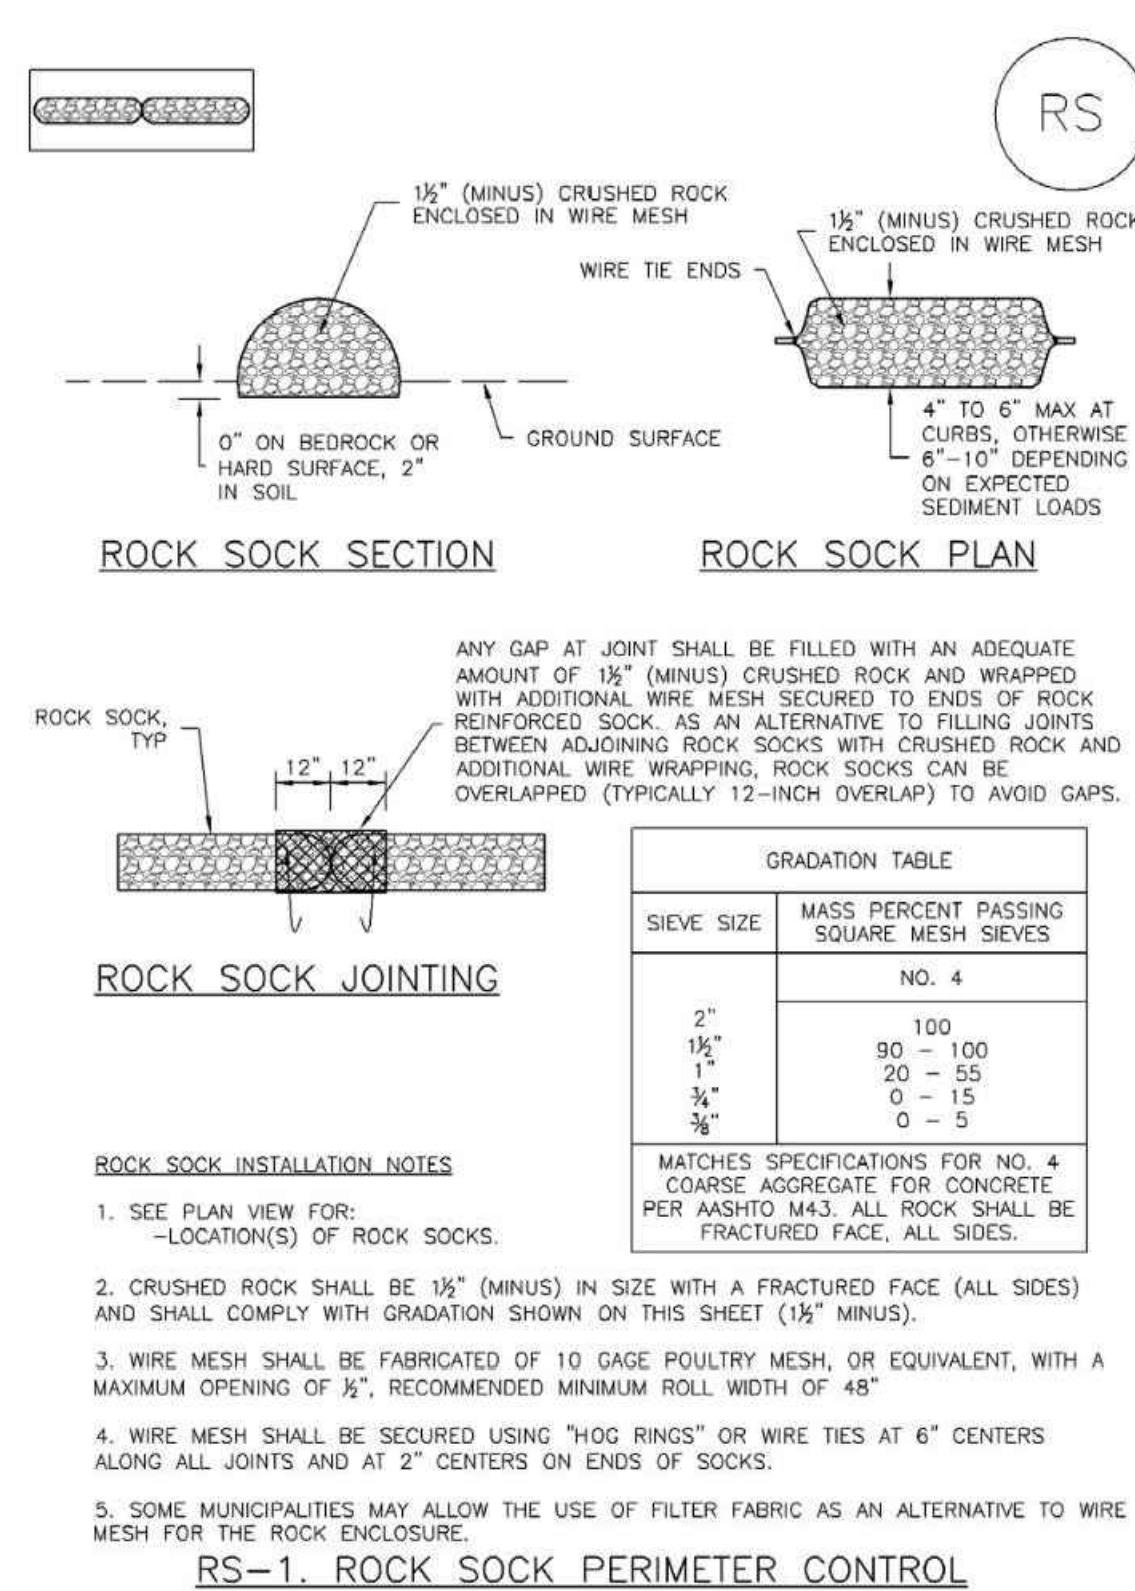 RS
1½" (MINUS) CRUSHED ROCK
ENCLOSED IN WIRE MESH
0" ON BEDROCK OR
HARD SURFACE, 2"
IN SOIL
GROUND SURFACE
ROCK SOCK SECTION
1½" (MINUS) CRUSHED ROCK
ENCLOSED IN WIRE MESH
WIRE TIE ENDS
4" TO 6" MAX AT
CURBS, OTHERWISE
6"-10" DEPENDING
ON EXPECTED
SEDIMENT LOADS
ROCK SOCK PLAN
ANY GAP AT JOINT SHALL BE FILLED WITH AN ADEQUATE
AMOUNT OF 1½" (MINUS) CRUSHED ROCK AND WRAPPED
WITH ADDITIONAL WIRE MESH SECURED TO ENDS OF ROCK
REINFORCED SOCK. AS AN ALTERNATIVE TO FILLING JOINTS
BETWEEN ADJOINING ROCK SOCKS WITH CRUSHED ROCK AND
ADDITIONAL WIRE WRAPPING, ROCK SOCKS CAN BE
OVERLAPPED (TYPICALLY 12-INCH OVERLAP) TO AVOID GAPS.
ROCK SOCK,
TYP
12" 12"
ROCK SOCK JOINTING
GRADATION TABLE
SIEVE SIZE
MASS PERCENT PASSING
SQUARE MESH SIEVES
NO. 4
2" 100
1½" 90 - 100
1" 20 - 55
¾" 0 - 15
⅜" 0 - 5
MATCHES SPECIFICATIONS FOR NO. 4
COARSE AGGREGATE FOR CONCRETE
PER AASHTO M43. ALL ROCK SHALL BE
FRACTURED FACE, ALL SIDES.
ROCK SOCK INSTALLATION NOTES
1. SEE PLAN VIEW FOR:
-LOCATION(S) OF ROCK SOCKS.
2. CRUSHED ROCK SHALL BE 1½" (MINUS) IN SIZE WITH A FRACTURED FACE (ALL SIDES)
AND SHALL COMPLY WITH GRADATION SHOWN ON THIS SHEET (1½" MINUS).
3. WIRE MESH SHALL BE FABRICATED OF 10 GAGE POULTRY MESH, OR EQUIVALENT, WITH A
MAXIMUM OPENING OF ½", RECOMMENDED MINIMUM ROLL WIDTH OF 48"
4. WIRE MESH SHALL BE SECURED USING "HOG RINGS" OR WIRE TIES AT 6" CENTERS
ALONG ALL JOINTS AND AT 2" CENTERS ON ENDS OF SOCKS.
5. SOME MUNICIPALITIES MAY ALLOW THE USE OF FILTER FABRIC AS AN ALTERNATIVE TO WIRE
MESH FOR THE ROCK ENCLOSURE.
RS-1. ROCK SOCK PERIMETER CONTROL